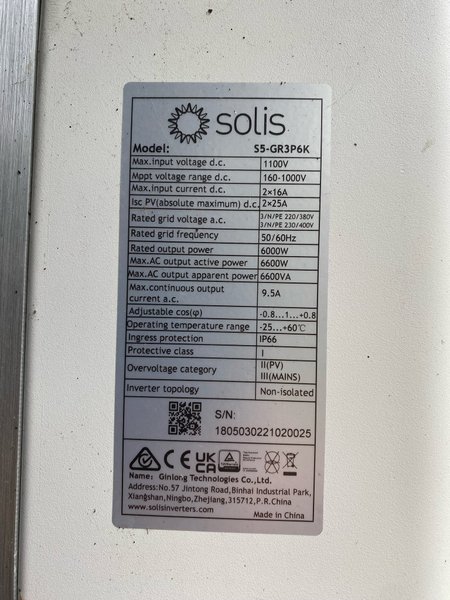 solis
Model: S5-GR3P6K
Max.input voltage d.c. 1100V
Mppt voltage range d.c. 160-1000V
Max.input current d.c. 2×16A
Isc PV(absolute maximum) d.c. 2×25A
Rated grid voltage a.c. 3/N/PE 220/380V
3/N/PE 230/400V
Rated grid frequency 50/60Hz
Rated output power 6000W
Max.AC output active power 6600W
Max.AC output apparent power 6600VA
Max.continuous output
current a.c. 9.5A
Adjustable cos(φ) -0.8...1...+0.8
Operating temperature range -25...+60℃
Ingress protection IP66
Protective class I
Overvoltage category II(PV)
III(MAINS)
Inverter topology Non-isolated
S/N:
1805030221020025
CE UK
CA
Name: Ginlong Technologies Co.,Ltd.
Address:No.57 Jintong Road,Binhai Industrial Park,
Xiangshan,Ningbo,Zhejiang,315712,P.R.China
www.solisinverters.com Made in China